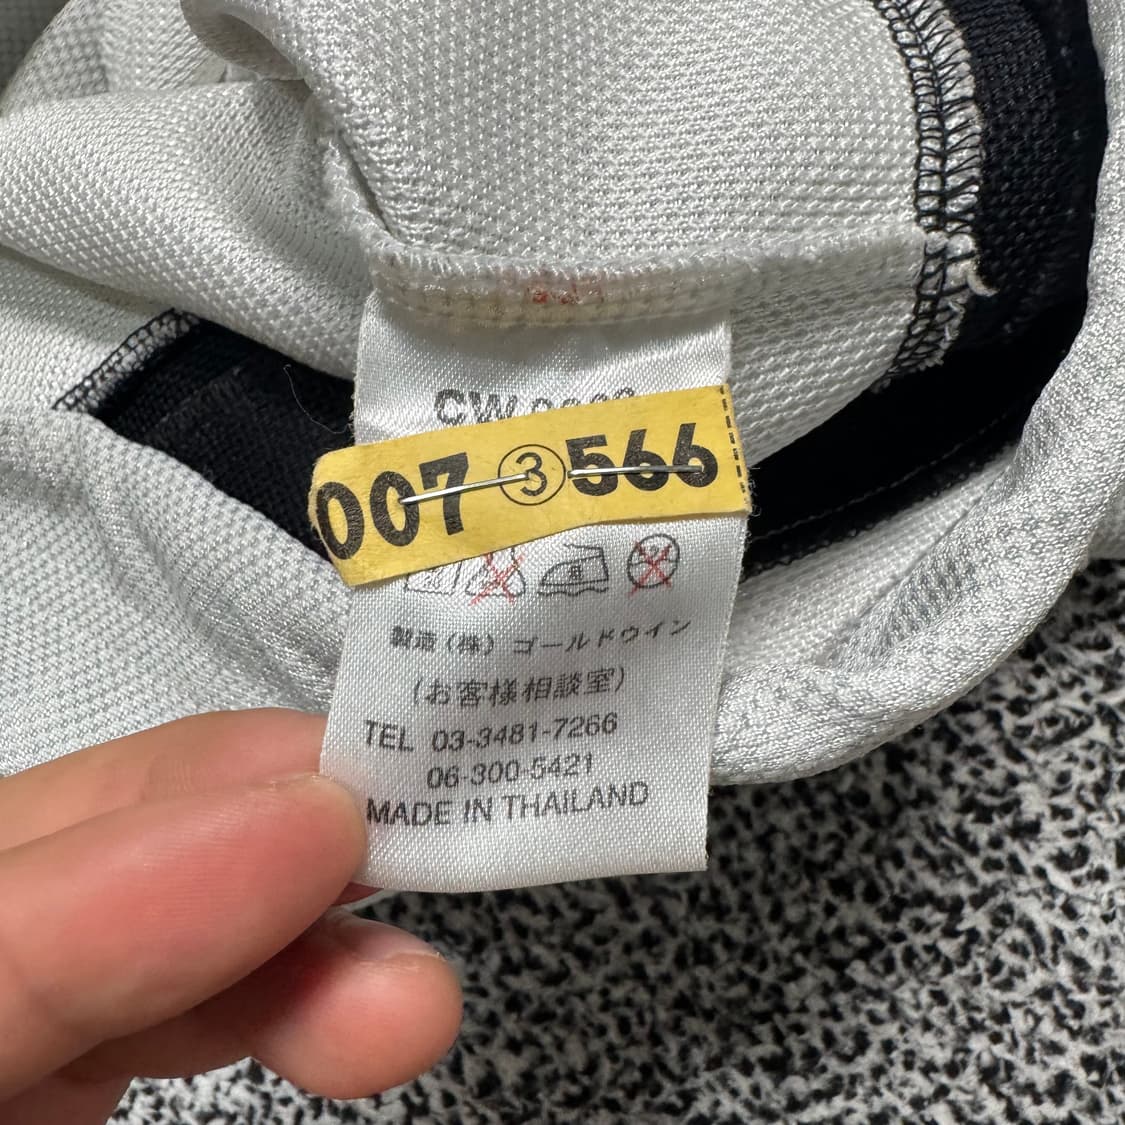 007 ③ 566
製造(株)ゴールドウイン
(お客様相談室)
TEL 03-3481-7266
06-300-5421
MADE IN THAILAND